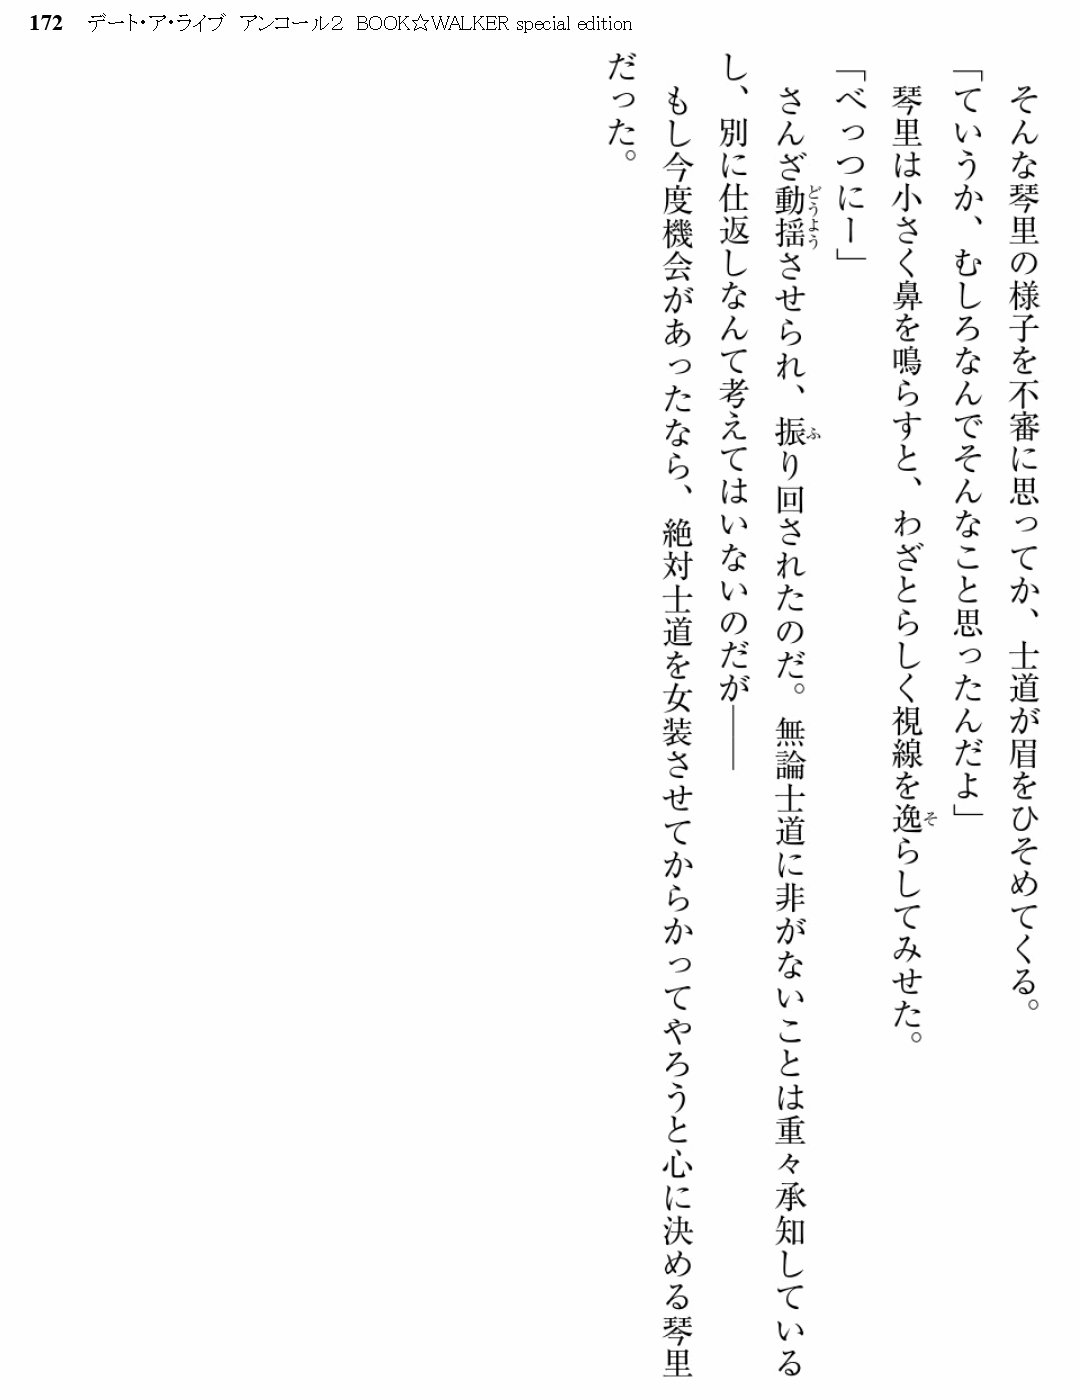 172 デート・ア・ライブ アンコール2 BOOK☆WALKER special edition
そんな琴里の様子を不審に思ってか、士道が眉をひそめてくる。
「ていうか、むしろなんでそんなこと思ったんだよ」
琴里は小さく鼻を鳴らすと、わざとらしく視線を逸らしてみせた。
「べっつにー」
さんざ動揺させられ、振り回されたのだ。無論士道に非がないことは重々承知している
し、別に仕返しなんて考えてはいないのだが――
もし今度機会があったなら、絶対士道を女装させてからかってやろうと心に決める琴里
だった。